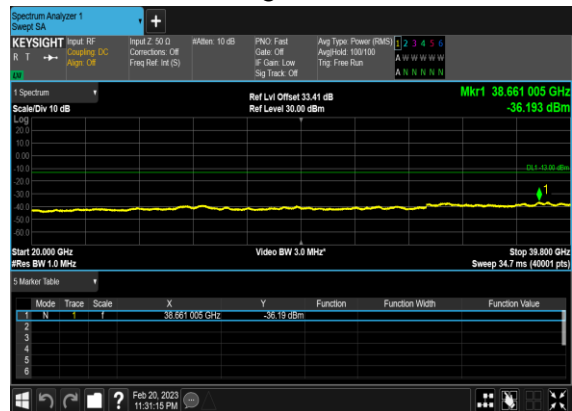 Spectrum Analyzer 1
Swept SA
KEYSIGHT Input: RF Input Z: 50 Ω #Atten: 10 dB PNO: Fast Avg Type: Power (RMS) 1 2 3 4 5 6
R T Coupling: DC Corrections: Off Gate: Off Avg|Hold: 100/100 A W W W W W
Align: Off Freq Ref: Int (S) IF Gain: Low Trig: Free Run
Sig Track: Off A N N N N N
1 Spectrum Ref Lvl Offset 33.41 dB Mkr1 38.661 005 GHz
Scale/Div 10 dB Ref Level 30.00 dBm -36.193 dBm
Log
20.0
10.0
0.00
-10.0 DL1 -13.00 dBm
-20.0
-30.0 1
-40.0
-50.0
-60.0
Start 20.000 GHz Video BW 3.0 MHz* Stop 39.800 GHz
#Res BW 1.0 MHz Sweep 34.7 ms (40001 pts)
5 Marker Table
Mode Trace Scale X Y Function Function Width Function Value
1 N 1 f 38.661 005 GHz -36.19 dBm
2
3
4
5
6
? Feb 20, 2023
11:31:15 PM